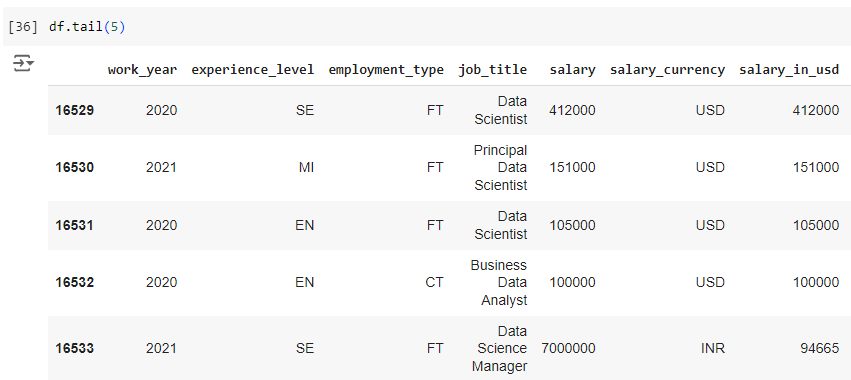 [36] df.tail(5)
work_year experience_level employment_type job_title salary salary_currency salary_in_usd
16529 2020 SE FT Data Scientist 412000 USD 412000
16530 2021 MI FT Principal Data Scientist 151000 USD 151000
16531 2020 EN FT Data Scientist 105000 USD 105000
16532 2020 EN CT Business Data Analyst 100000 USD 100000
16533 2021 SE FT Data Science Manager 7000000 INR 94665